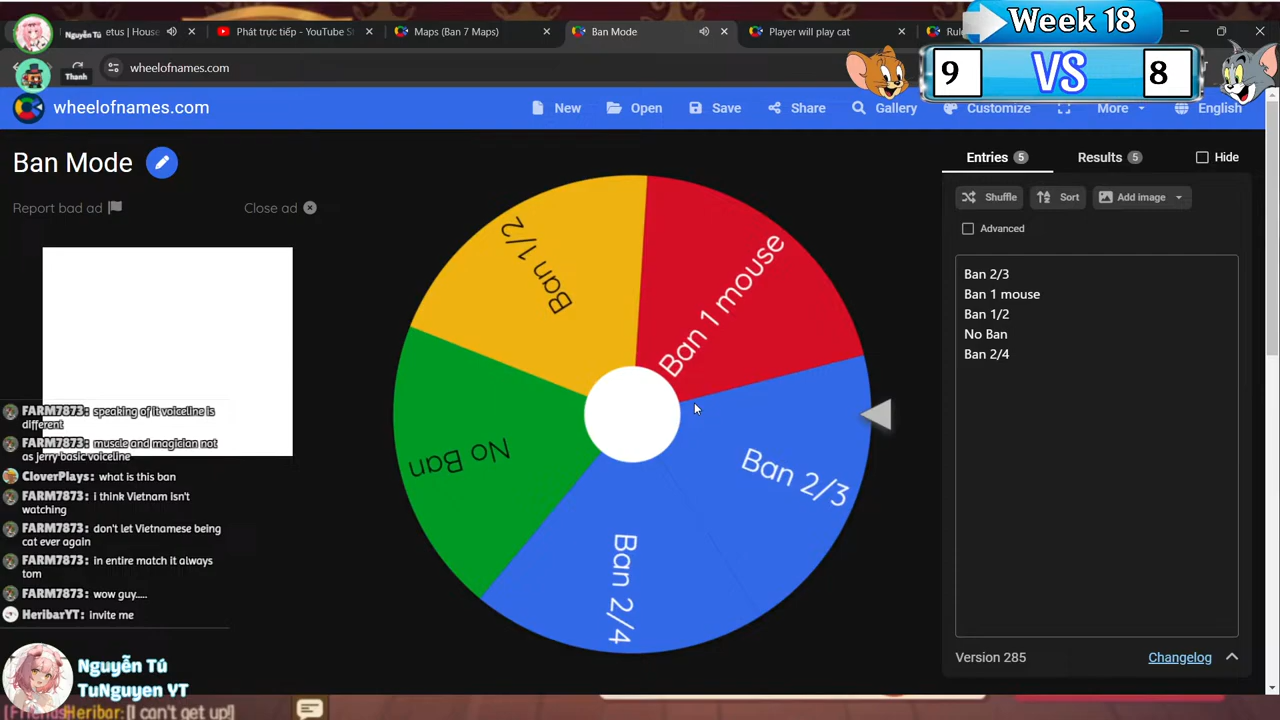 Nguyễn Tú
etus | House
Phát trực tiếp - YouTube S
Maps (Ban 7 Maps)
Ban Mode
Player will play cat
Rul
Week 18
Thanh
wheelofnames.com
9
VS
8
wheelofnames.com
New
Open
Save
Share
Gallery
Customize
More
English
Ban Mode
Report bad ad
Close ad
Ban 1/2
Ban 1 mouse
Ban 2/3
Ban 2/4
No Ban
Entries 5
Results 5
Hide
Shuffle
Sort
Add image
Advanced
Ban 2/3
Ban 1 mouse
Ban 1/2
No Ban
Ban 2/4
Version 285
Changelog
FARM7873: speaking of it voiceline is
different
FARM7873: muscle and magician not
as jerry basic voiceline
CloverPlays: what is this ban
FARM7873: i think Vietnam isn't
watching
FARM7873: don't let Vietnamese being
cat ever again
FARM7873: in entire match it always
tom
FARM7873: wow guy.....
HeribarYT: invite me
Nguyễn Tú
TuNguyen YT
[Friends]Heribar: [I can't get up!]